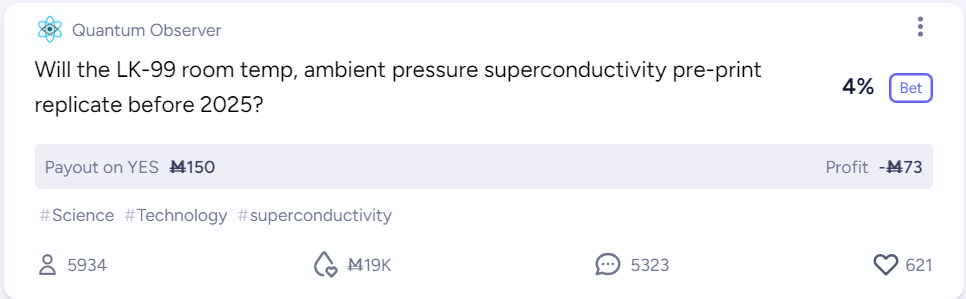 Quantum Observer
Will the LK-99 room temp, ambient pressure superconductivity pre-print
replicate before 2025?
4%
Bet
Payout on YES Ṁ150
Profit -Ṁ73
#Science #Technology #superconductivity
5934
Ṁ19K
5323
621